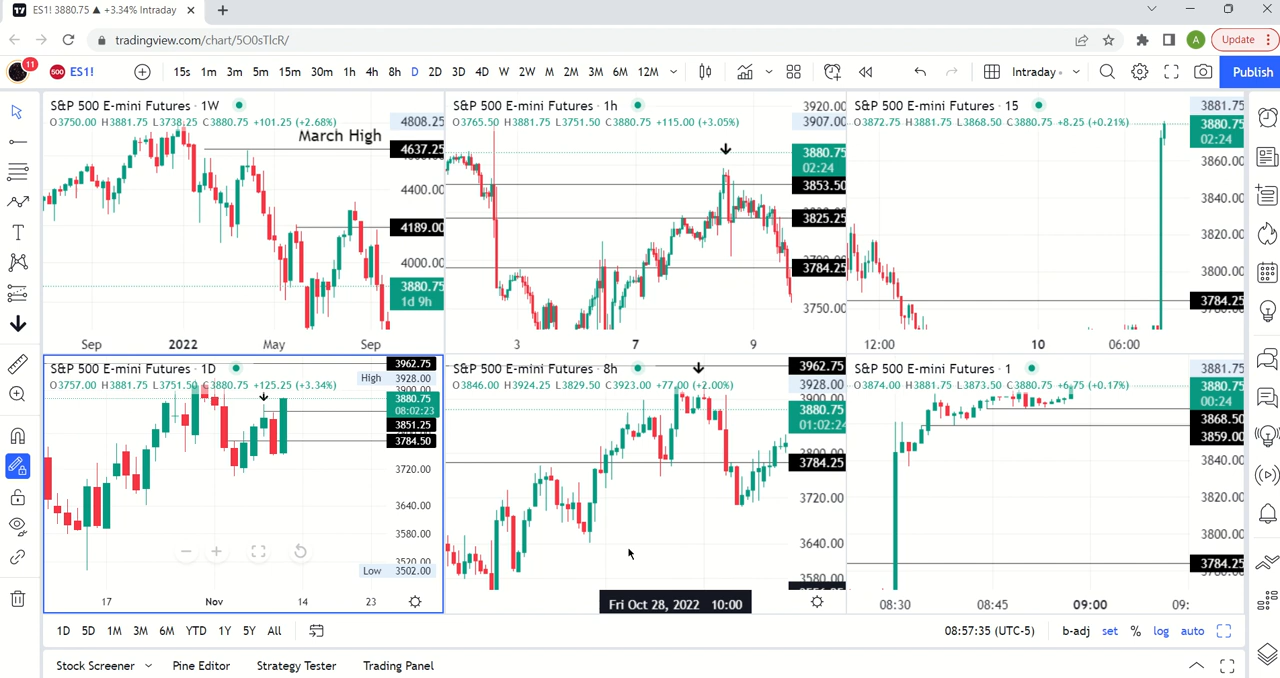 ES1! 3880.75 ▲ +3.34% Intraday
tradingview.com/chart/5O0sTlcR/
A
Update
11
500 ES1!
15s 1m 3m 5m 15m 30m 1h 4h 8h D 2D 3D 4D W 2W M 2M 3M 6M 12M
Intraday
Publish
S&P 500 E-mini Futures · 1W
O3750.00 H3881.75 L3738.25 C3880.75 +101.25 (+2.68%)
March High
4808.25
4637.25
4400.00
4189.00
4000.00
3880.75
1d 9h
Sep 2022 May Sep
S&P 500 E-mini Futures · 1h
O3765.50 H3881.75 L3751.50 C3880.75 +115.00 (+3.05%)
3920.00
3907.00
3880.75
02:24
3853.50
3825.25
3784.25
3750.00
3 7 9
S&P 500 E-mini Futures · 15
O3872.75 H3881.75 L3868.50 C3880.75 +8.25 (+0.21%)
3881.75
3880.75
02:24
3860.00
3840.00
3820.00
3800.00
3784.25
12:00 10 06:00
S&P 500 E-mini Futures · 1D
O3757.00 H3881.75 L3751.50 C3880.75 +125.25 (+3.34%)
3962.75
High 3928.00
3900.00
3880.75
08:02:23
3851.25
3784.50
3720.00
3640.00
3580.00
3520.00
Low 3502.00
17 Nov 14 23
S&P 500 E-mini Futures · 8h
O3846.00 H3924.25 L3829.50 C3923.00 +77.00 (+2.00%)
3962.75
3928.00
3900.00
3880.75
01:02:24
3800.00
3784.25
3720.00
3640.00
3580.00
Fri Oct 28, 2022 10:00
S&P 500 E-mini Futures · 1
O3874.00 H3881.75 L3873.50 C3880.75 +6.75 (+0.17%)
3881.75
3880.75
00:24
3868.50
3859.00
3840.00
3820.00
3800.00
3784.25
08:30 08:45 09:00 09:
1D 5D 1M 3M 6M YTD 1Y 5Y All
08:57:35 (UTC-5)
b-adj set % log auto
Stock Screener Pine Editor Strategy Tester Trading Panel